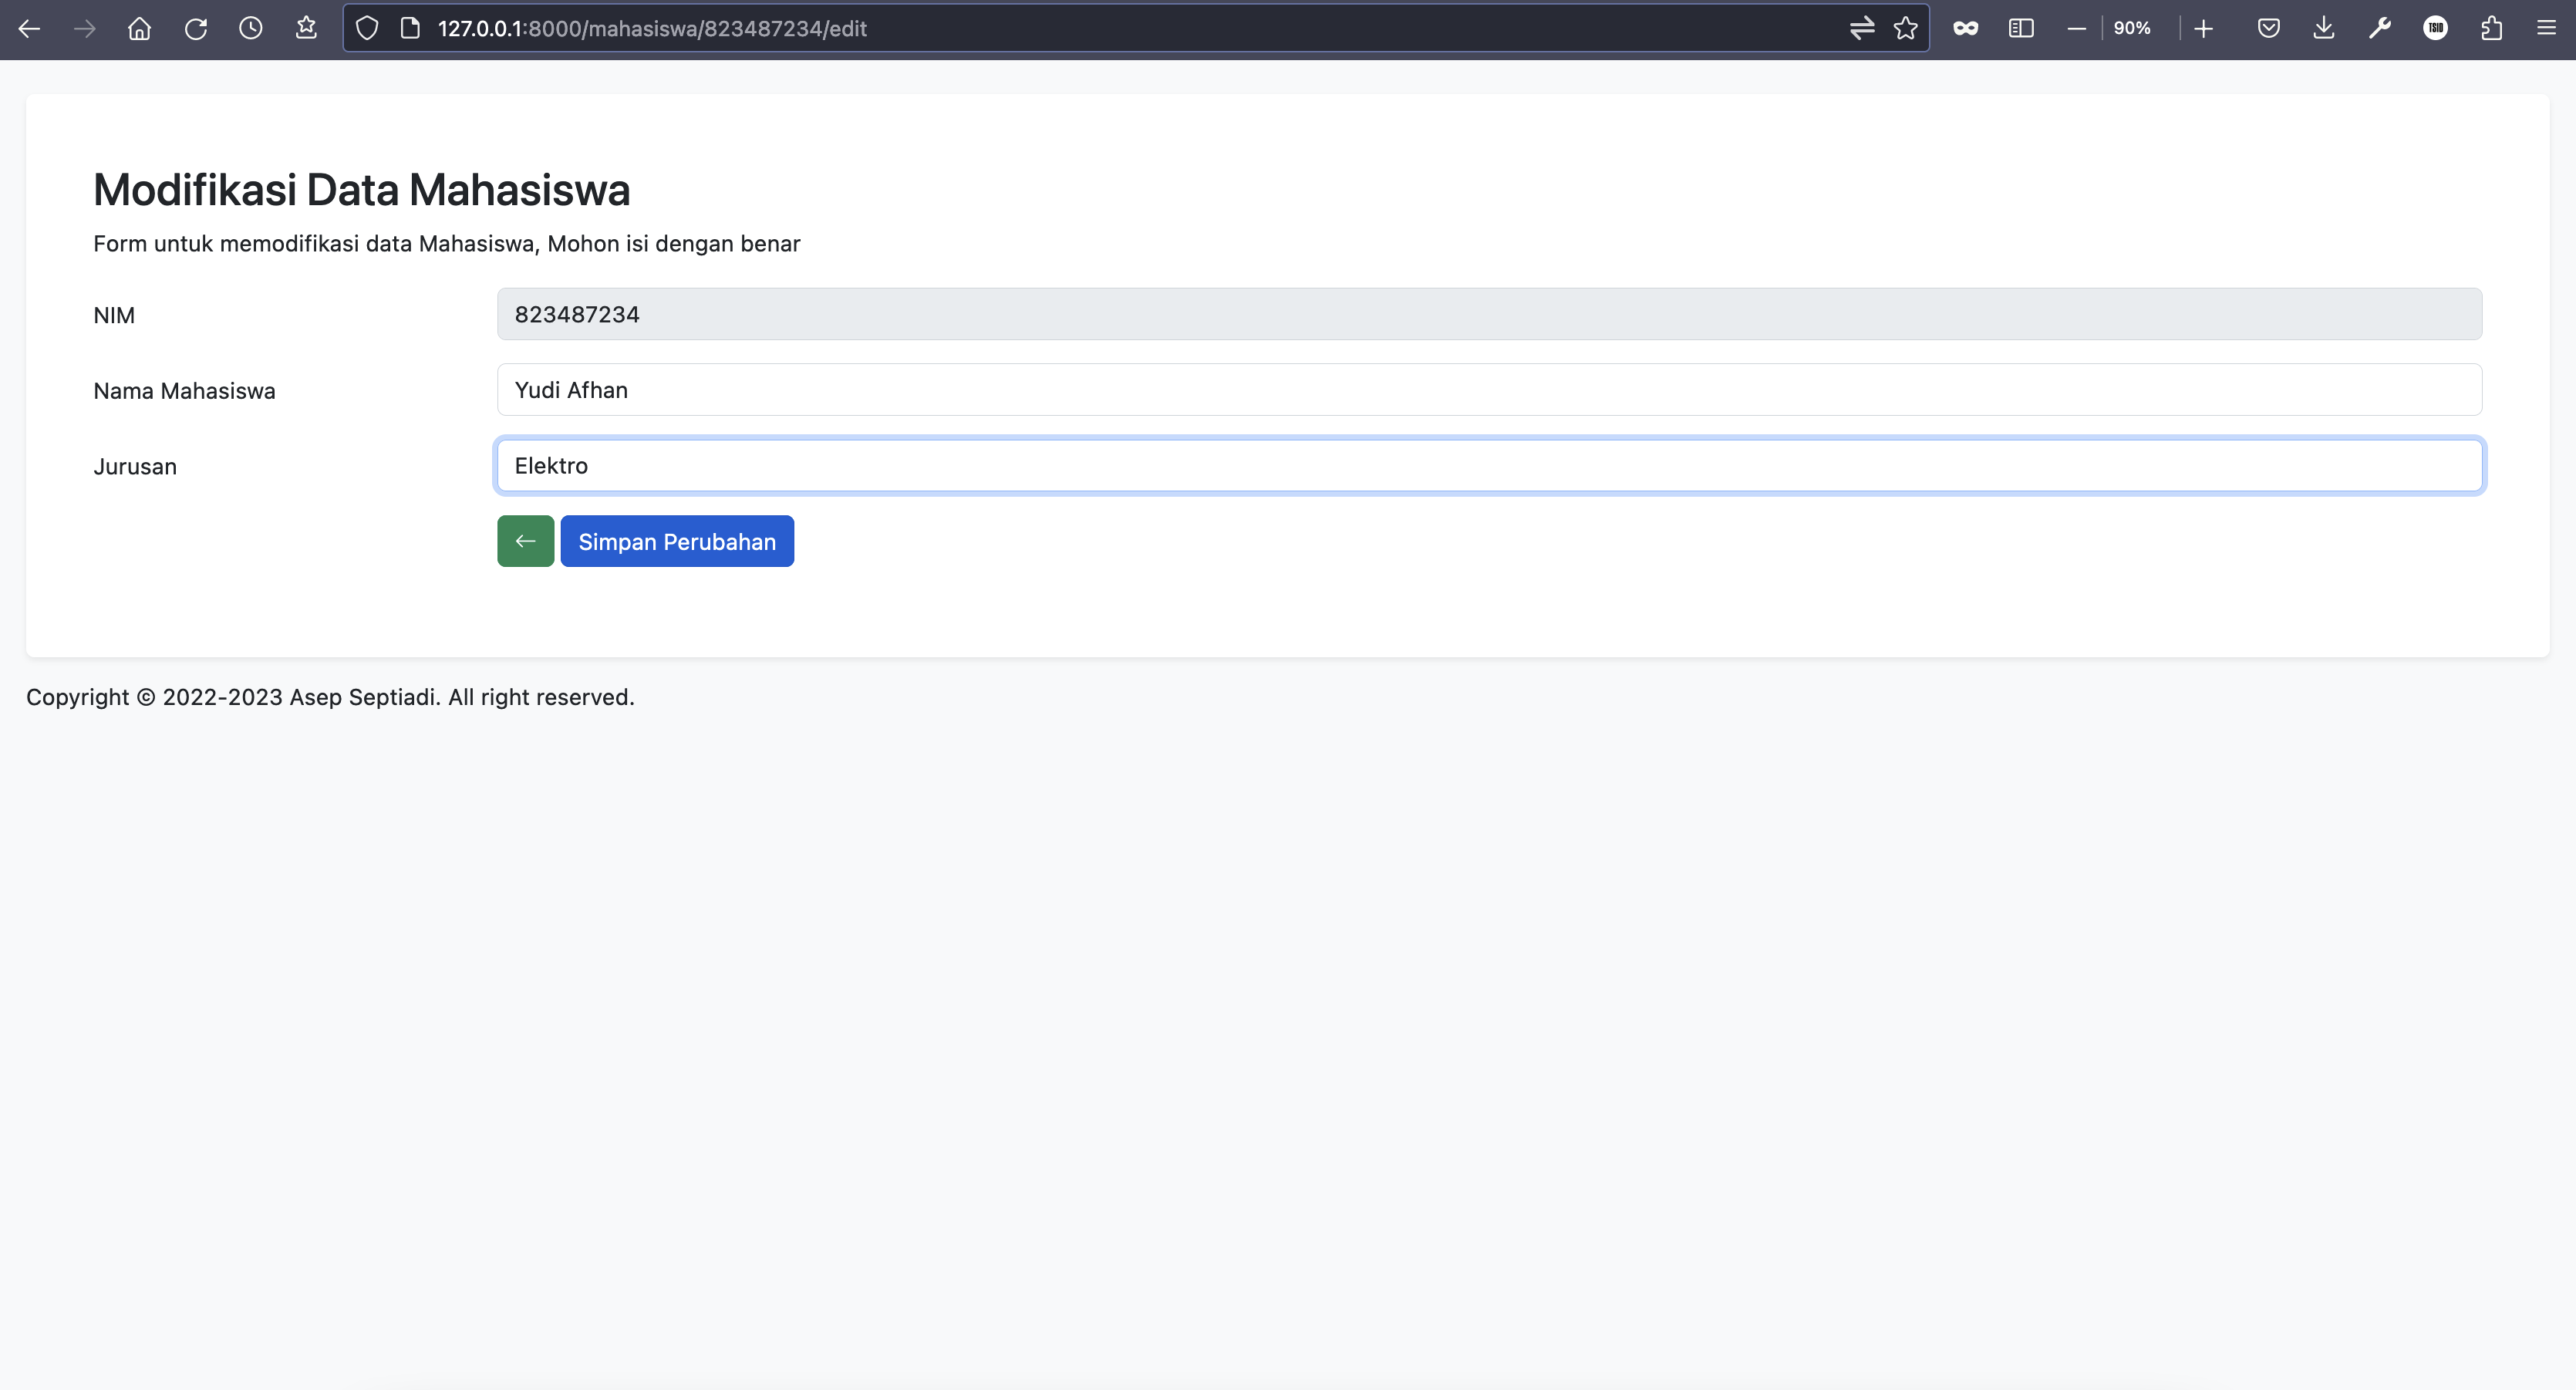 127.0.0.1:8000/mahasiswa/823487234/edit
90%
TSID
Modifikasi Data Mahasiswa
Form untuk memodifikasi data Mahasiswa, Mohon isi dengan benar
NIM
823487234
Nama Mahasiswa
Yudi Afhan
Jurusan
Elektro
← Simpan Perubahan
Copyright © 2022-2023 Asep Septiadi. All right reserved.